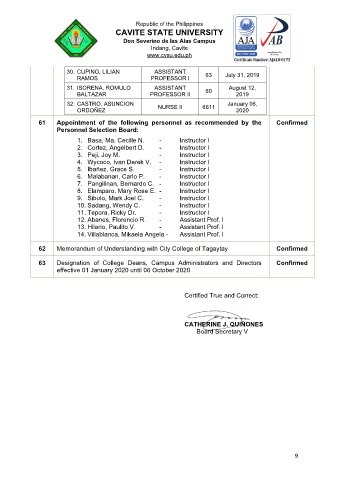 Republic of the Philippines
CAVITE STATE UNIVERSITY
Don Severino de las Alas Campus
Indang, Cavite
www.cvsu.edu.ph
AJA
AB
Certificate Number: AJA19-0175
30. CUPINO, LILIAN RAMOS ASSISTANT PROFESSOR I 63 July 31, 2019
31. ISORENA, ROMULO BALTAZAR ASSISTANT PROFESSOR II 60 August 12, 2019
32. CASTRO, ASUNCION ORDOÑEZ NURSE II 6611 January 06, 2020
61 Appointment of the following personnel as recommended by the Confirmed
Personnel Selection Board:
1. Basa, Ma. Cecille N. - Instructor I
2. Cortez, Angelbert D. - Instructor I
3. Peji, Joy M. - Instructor I
4. Wycoco, Ivan Derek V. - Instructor I
5. Ibañez, Grace S. - Instructor I
6. Malabanan, Carlo P. - Instructor I
7. Pangilinan, Bernardo C. - Instructor I
8. Elamparo, Mary Rose E. - Instructor I
9. Sibulo, Mark Joel C. - Instructor I
10. Sadang, Wendy C. - Instructor I
11. Tepora, Ricky Dr. - Instructor I
12. Abanes, Florencio R. - Assistant Prof. I
13. Hilario, Paulito V. - Assistant Prof. I
14. Villablanca, Mikaela Angela - Assistant Prof. I
62 Memorandum of Understanding with City College of Tagaytay Confirmed
63 Designation of College Deans, Campus Administrators and Directors Confirmed
effective 01 January 2020 until 06 October 2020
Certified True and Correct:
CATHERINE J. QUIÑONES
Board Secretary V
9